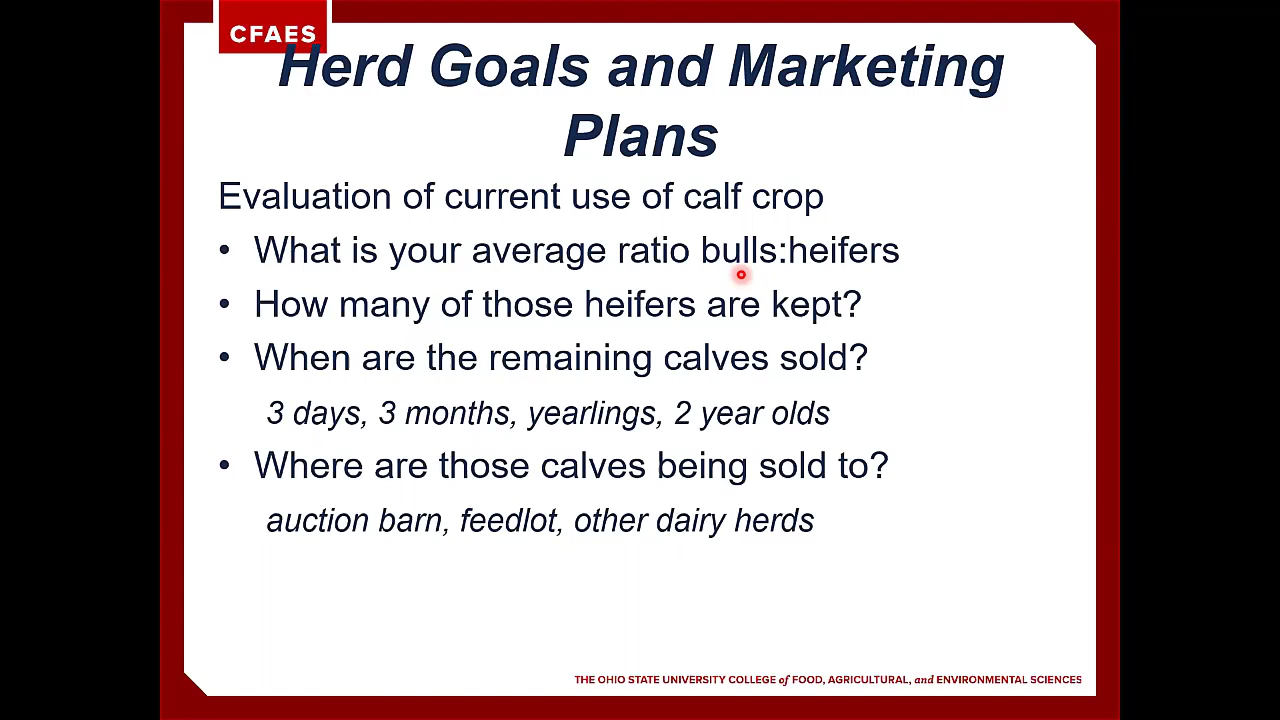 CFAES
Herd Goals and Marketing
Plans
Evaluation of current use of calf crop
• What is your average ratio bulls:heifers
• How many of those heifers are kept?
• When are the remaining calves sold?
3 days, 3 months, yearlings, 2 year olds
• Where are those calves being sold to?
auction barn, feedlot, other dairy herds
THE OHIO STATE UNIVERSITY COLLEGE of FOOD, AGRICULTURAL, and ENVIRONMENTAL SCIENCES